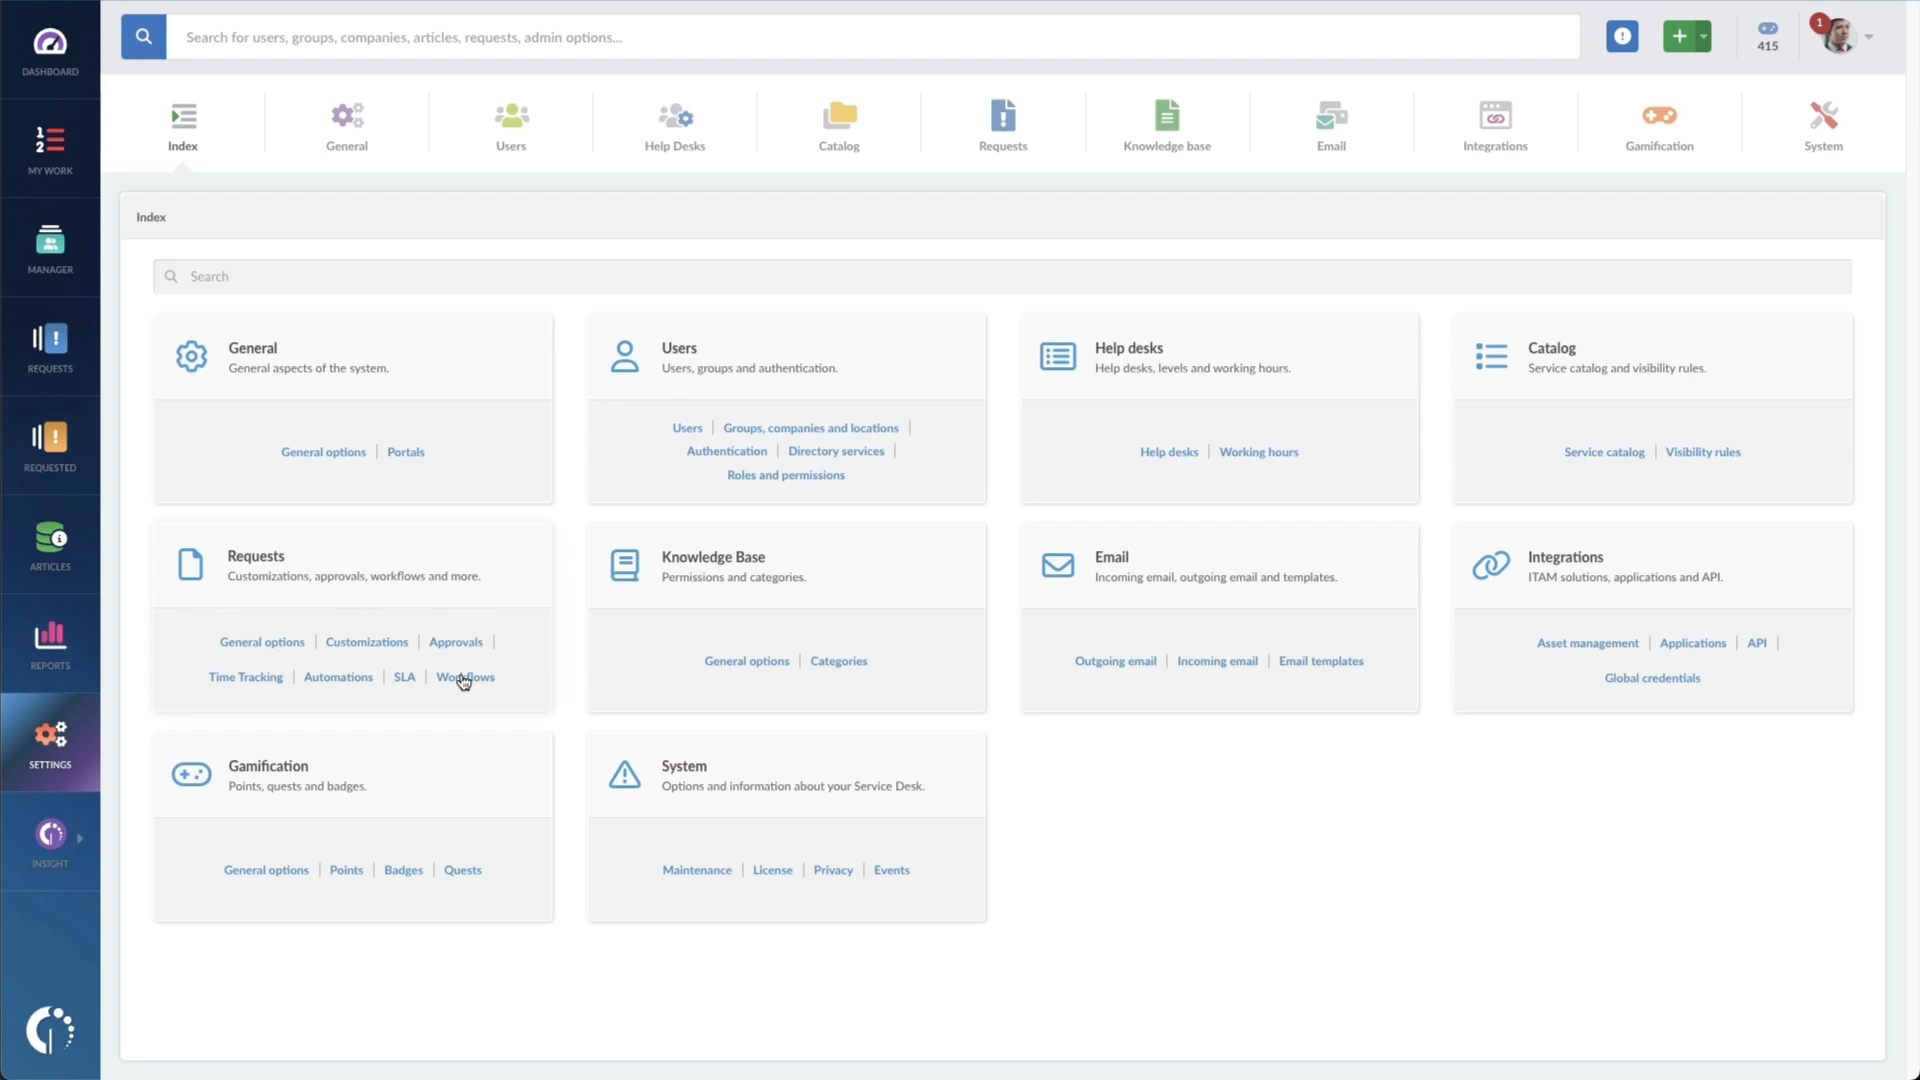 Search for users, groups, companies, articles, requests, admin options...
415
1
DASHBOARD
1
2
MY WORK
MANAGER
REQUESTS
REQUESTED
ARTICLES
REPORTS
SETTINGS
INSIGHT
Index
General
Users
Help Desks
Catalog
Requests
Knowledge base
Email
Integrations
Gamification
System
Index
Search
General
General aspects of the system.
General options
Portals
Users
Users, groups and authentication.
Users
Groups, companies and locations
Authentication
Directory services
Roles and permissions
Help desks
Help desks, levels and working hours.
Help desks
Working hours
Catalog
Service catalog and visibility rules.
Service catalog
Visibility rules
Requests
Customizations, approvals, workflows and more.
General options
Customizations
Approvals
Time Tracking
Automations
SLA
Workflows
Knowledge Base
Permissions and categories.
General options
Categories
Email
Incoming email, outgoing email and templates.
Outgoing email
Incoming email
Email templates
Integrations
ITAM solutions, applications and API.
Asset management
Applications
API
Global credentials
Gamification
Points, quests and badges.
General options
Points
Badges
Quests
System
Options and information about your Service Desk.
Maintenance
License
Privacy
Events